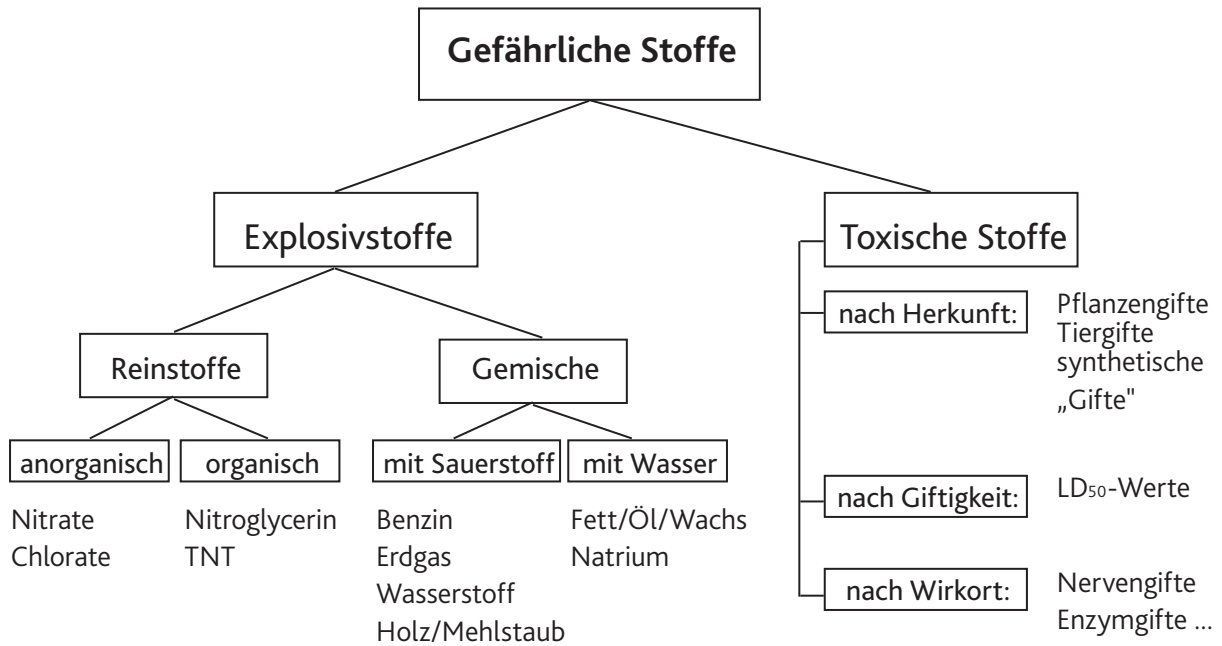 Gefährliche Stoffe
Explosivstoffe
Toxische Stoffe
Reinstoffe
Gemische
anorganisch
organisch
mit Sauerstoff
mit Wasser
Nitrate
Chlorate
Nitroglycerin
TNT
Benzin
Erdgas
Wasserstoff
Holz/Mehlstaub
Fett/Öl/Wachs
Natrium
nach Herkunft:
Pflanzengifte
Tiergifte
synthetische
„Gifte"
nach Giftigkeit:
LD₅₀-Werte
nach Wirkort:
Nervengifte
Enzymgifte ...